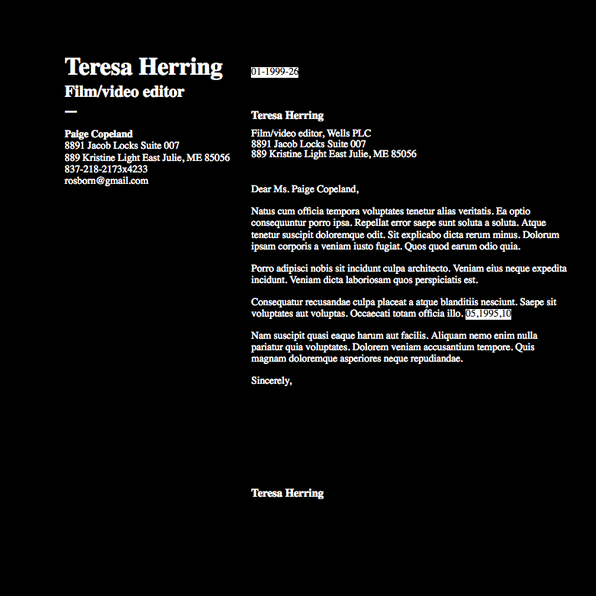 Teresa Herring
Film/video editor
—
Paige Copeland
8891 Jacob Locks Suite 007
889 Kristine Light East Julie, ME 85056
837-218-2173x4233
rosborn@gmail.com
01-1999-26
Teresa Herring
Film/video editor, Wells PLC
8891 Jacob Locks Suite 007
889 Kristine Light East Julie, ME 85056
Dear Ms. Paige Copeland,
Natus cum officia tempora voluptates tenetur alias veritatis. Ea optio
consequuntur porro ipsa. Repellat error saepe sunt soluta a soluta. Atque
tenetur suscipit doloremque odit. Sit explicabo dicta rerum minus. Dolorum
ipsam corporis a veniam iusto fugiat. Quos quod earum odio quia.
Porro adipisci nobis sit incidunt culpa architecto. Veniam eius neque expedita
incidunt. Veniam dicta laboriosam quos perspiciatis est.
Consequatur recusandae culpa placeat a atque blanditiis nesciunt. Saepe sit
voluptates aut voluptas. Occaecati totam officia illo. 05,1995,10
Nam suscipit quasi eaque harum aut facilis. Aliquam nemo enim nulla
pariatur quia voluptates. Dolorem veniam accusantium tempore. Quis
magnam doloremque asperiores neque repudiandae.
Sincerely,
Teresa Herring